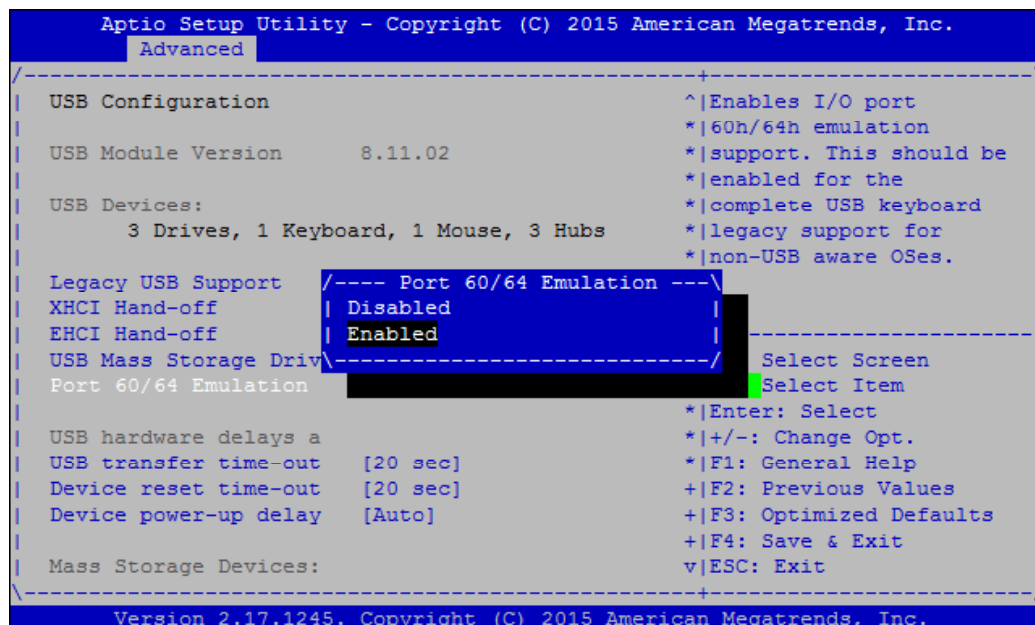 Aptio Setup Utility - Copyright (C) 2015 American Megatrends, Inc.
Advanced
/----------------------------------------------------+--------------------------\
| USB Configuration ^|Enables I/O port
| *|60h/64h emulation
| USB Module Version 8.11.02 *|support. This should be
| *|enabled for the
| USB Devices: *|complete USB keyboard
| 3 Drives, 1 Keyboard, 1 Mouse, 3 Hubs *|legacy support for
| *|non-USB aware OSes.
| Legacy USB Support /---- Port 60/64 Emulation ---\
| XHCI Hand-off | Disabled |
| EHCI Hand-off | Enabled |----------------------
| USB Mass Storage Driv\-----------------------------/ Select Screen
| Port 60/64 Emulation Select Item
| *|Enter: Select
| USB hardware delays a *|+/-: Change Opt.
| USB transfer time-out [20 sec] *|F1: General Help
| Device reset time-out [20 sec] +|F2: Previous Values
| Device power-up delay [Auto] +|F3: Optimized Defaults
| +|F4: Save & Exit
| Mass Storage Devices: v|ESC: Exit
\----------------------------------------------------+--------------------------
Version 2.17.1245. Copyright (C) 2015 American Megatrends, Inc.